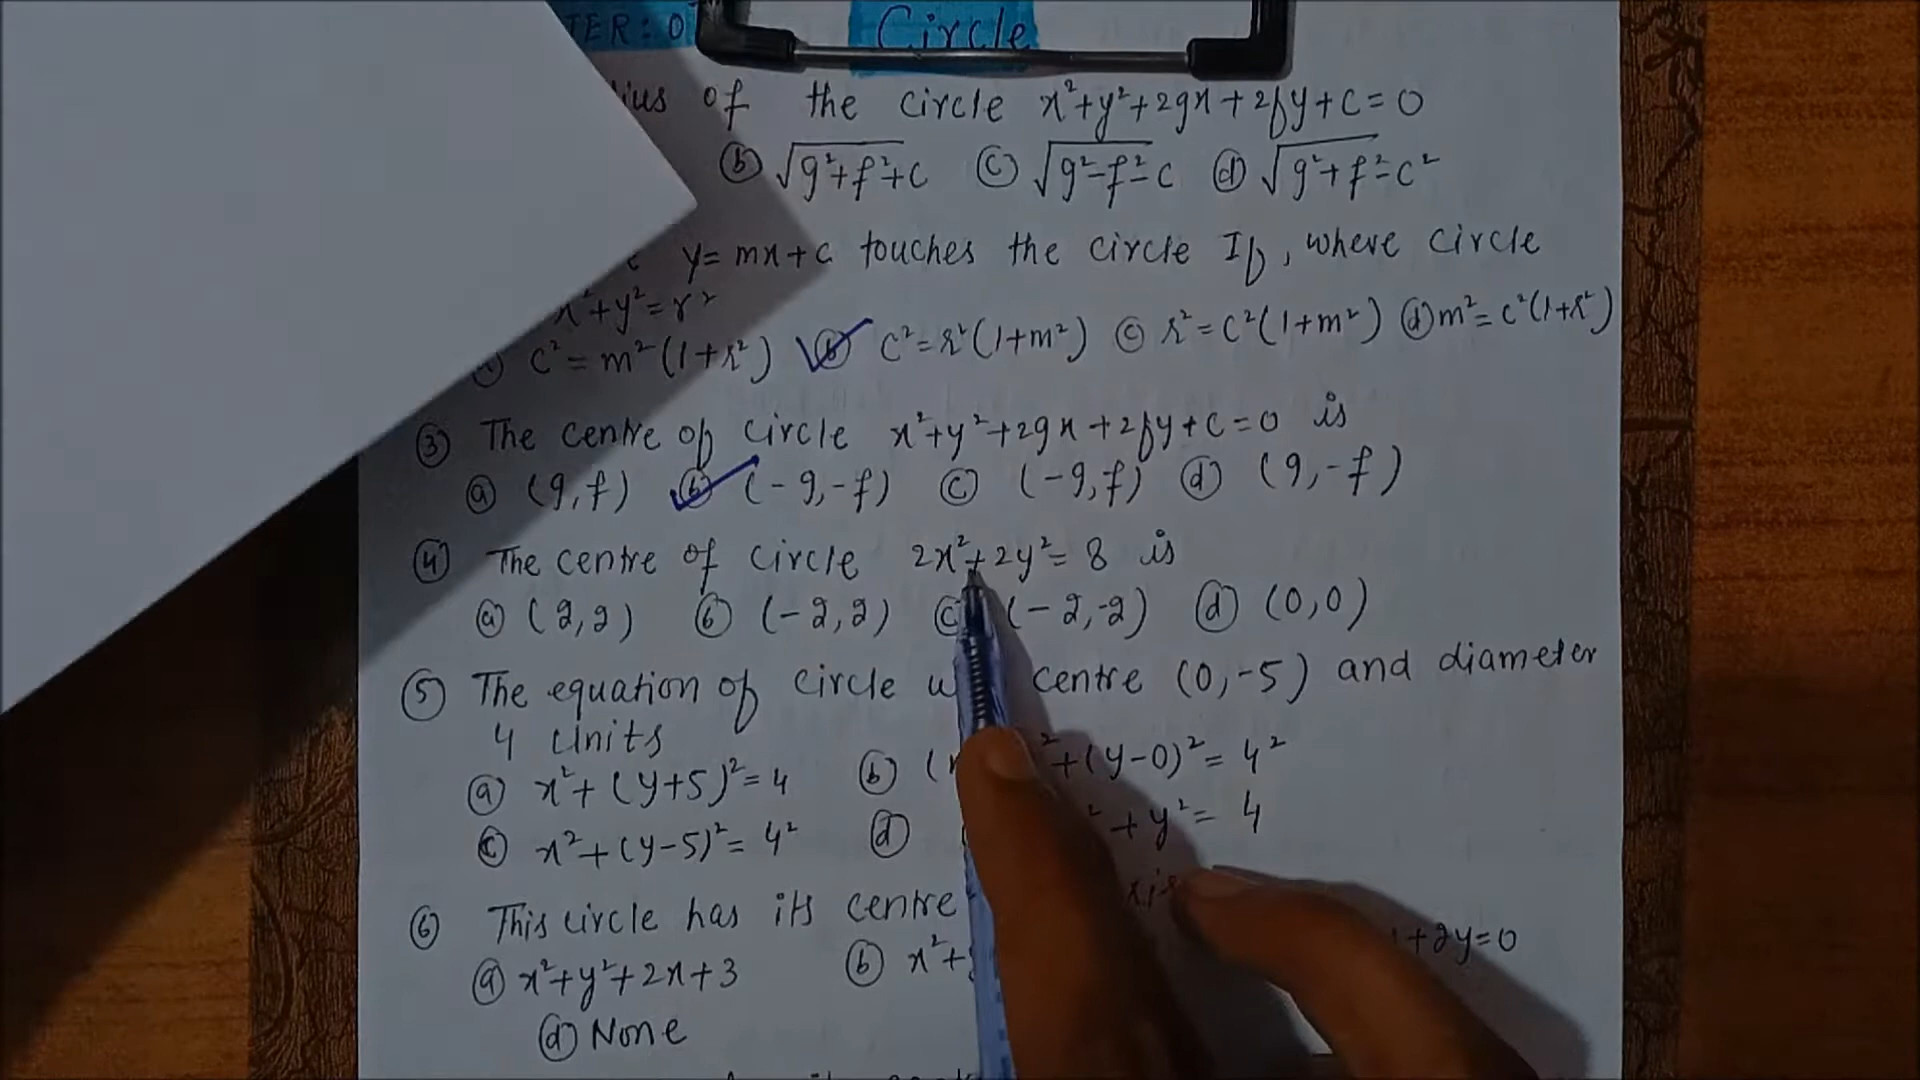 TER: 0 Circle
ius of the circle x²+y²+2gx+2fy+c=0
ⓑ √g²+f²+c ⓒ √g²-f²-c ⓓ √g²+f²-c²
y=mx+c touches the circle If, where circle
x²+y²=r²
c²=m²(1+r²) ⓑ c²=r²(1+m²) ⓒ r²=c²(1+m²) ⓓ m²=c²(1+r²)
③ The centre of circle x²+y²+2gx+2fy+c=0 is
ⓐ (g,f) ⓑ (-g,-f) ⓒ (-g,f) ⓓ (g,-f)
④ The centre of circle 2x²+2y²=8 is
ⓐ (2,2) ⓑ (-2,2) ⓒ (-2,-2) ⓓ (0,0)
⑤ The equation of circle w centre (0,-5) and diameter
4 Units
ⓐ x²+(y+5)²=4 ⓑ ( ²+(y-0)²=4²
ⓒ x²+(y-5)²=4² ⓓ ²+y²=4
⑥ This circle has its centre
ⓐ x²+y²+2x+3 ⓑ x²+ +2y=0
ⓓ None